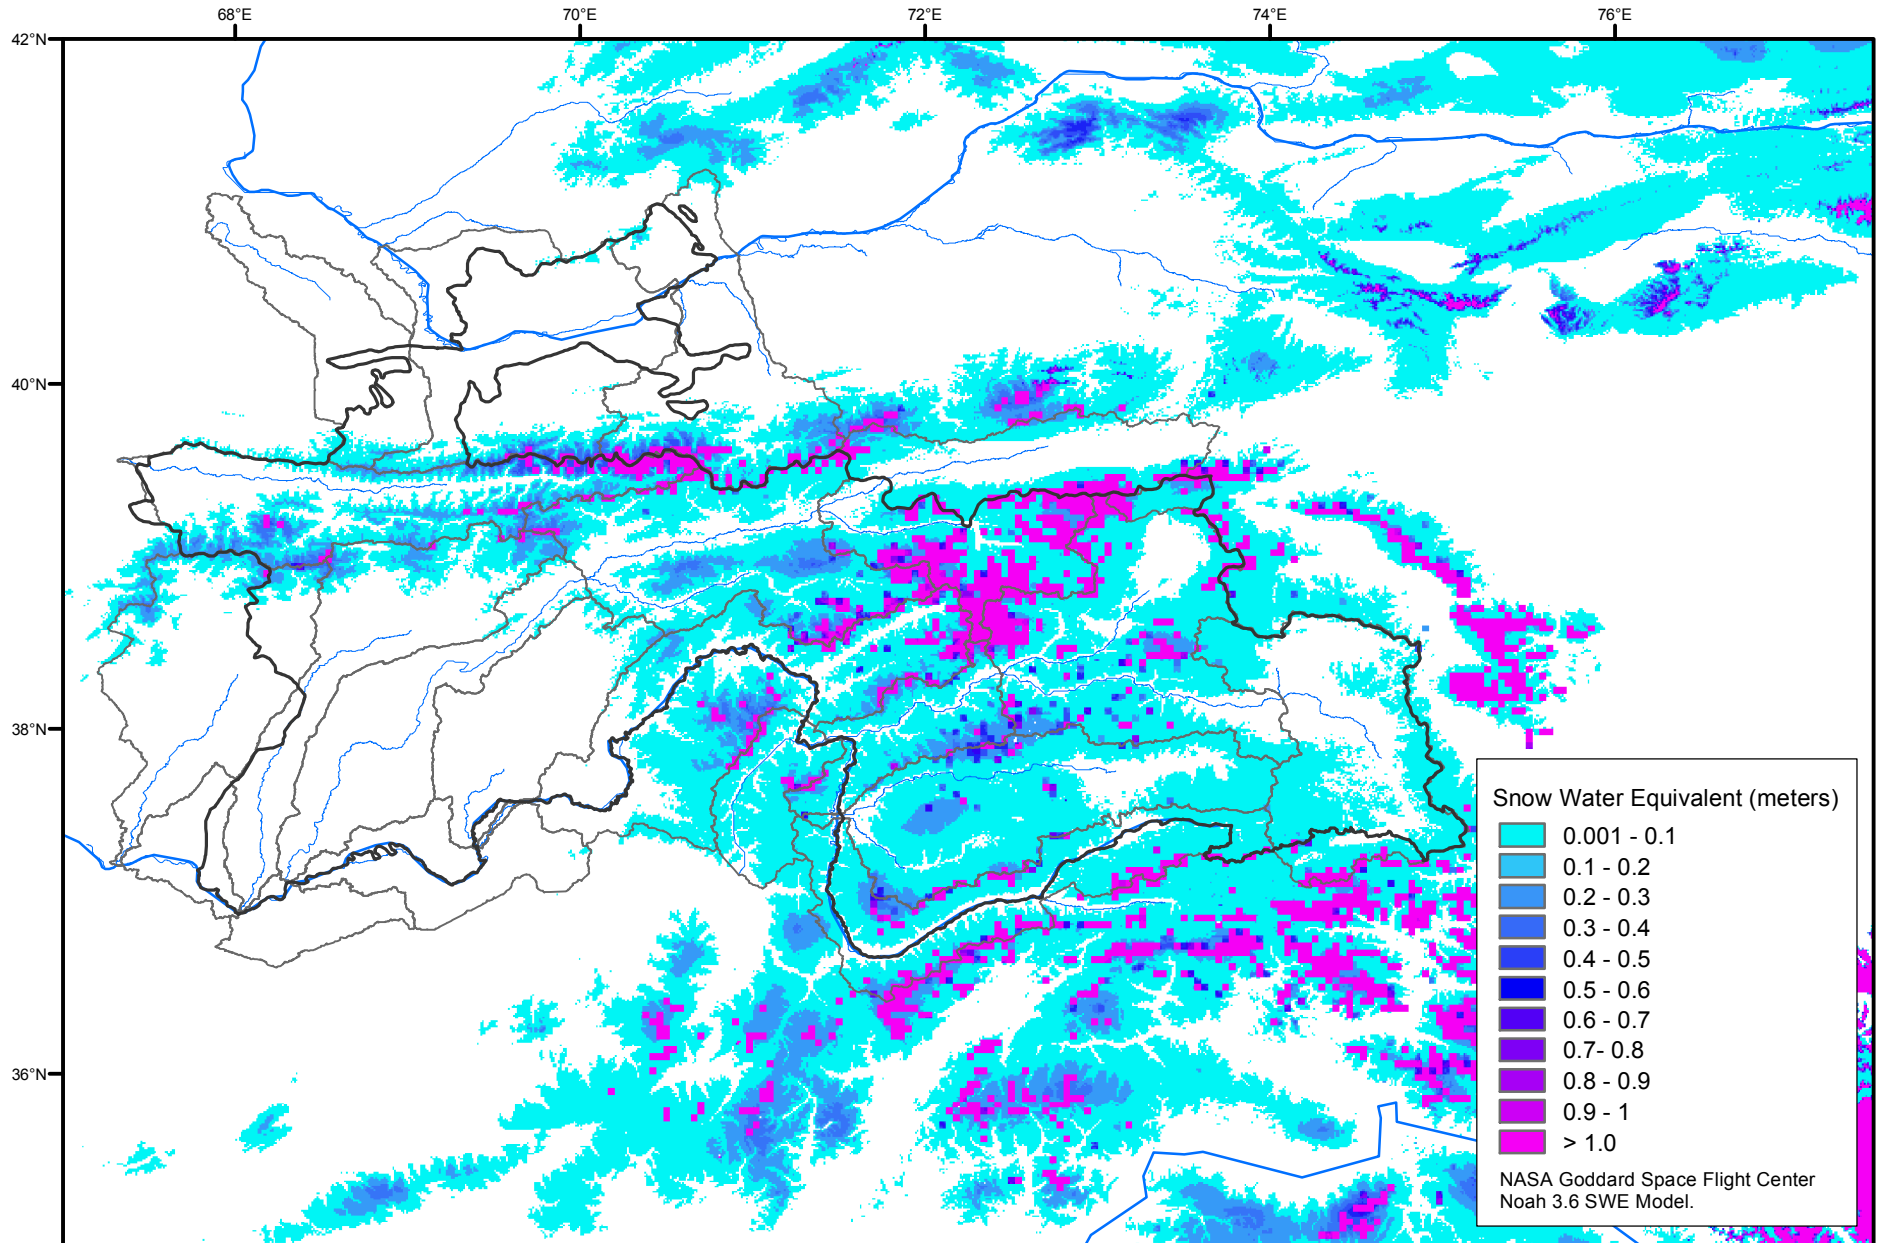 68°E 70°E 72°E 74°E 76°E
42°N
40°N
38°N
36°N
Snow Water Equivalent (meters)
0.001 - 0.1
0.1 - 0.2
0.2 - 0.3
0.3 - 0.4
0.4 - 0.5
0.5 - 0.6
0.6 - 0.7
0.7- 0.8
0.8 - 0.9
0.9 - 1
> 1.0
NASA Goddard Space Flight Center
Noah 3.6 SWE Model.